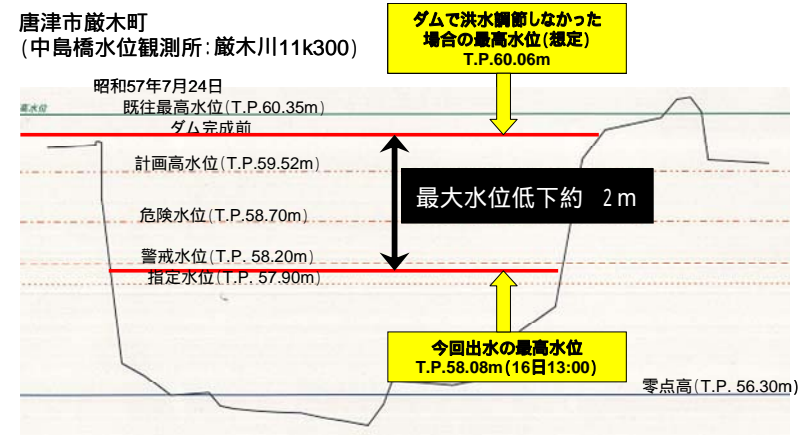 唐津市厳木町
(中島橋水位観測所:厳木川11k300)
ダムで洪水調節しなかった
場合の最高水位(想定)
T.P.60.06m
昭和57年7月24日
高水位
既往最高水位(T.P.60.35m)
ダム完成前
計画高水位(T.P.59.52m)
最大水位低下約 2m
危険水位(T.P.58.70m)
警戒水位(T.P. 58.20m)
指定水位(T.P. 57.90m)
今回出水の最高水位
T.P.58.08m(16日13:00)
零点高(T.P. 56.30m)